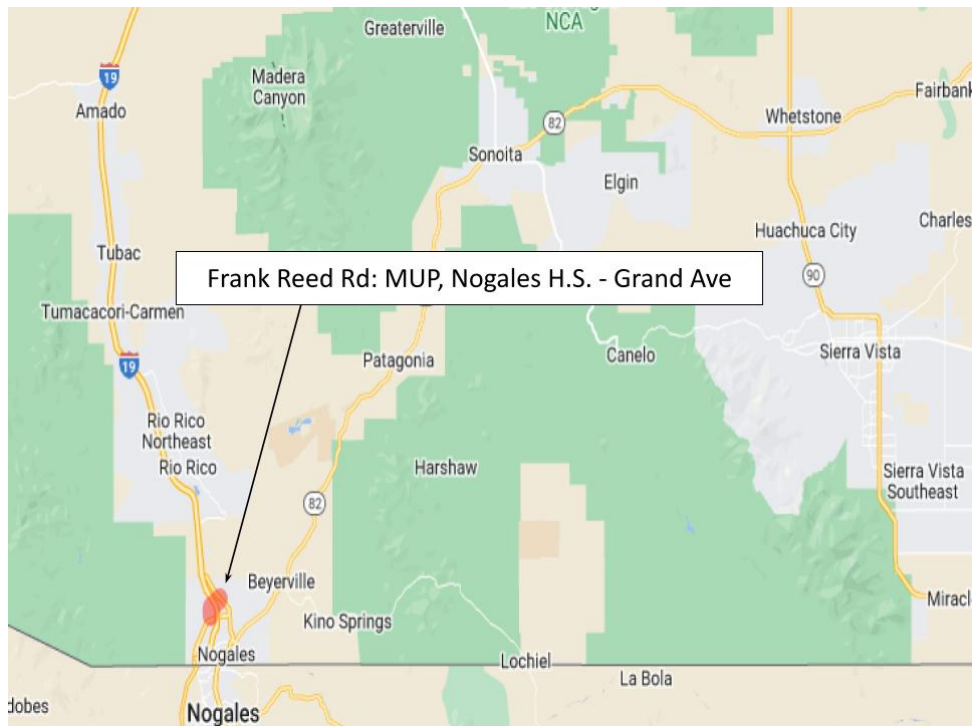 NCA
Greaterville
19
Madera
Canyon
Amado
Fairbank
Whetstone
82
Sonoita
Elgin
Huachuca City
Charles
Tubac
Frank Reed Rd: MUP, Nogales H.S. - Grand Ave
90
Tumacacori-Carmen
Sierra Vista
Canelo
Patagonia
19
Rio Rico
Northeast
Rio Rico
Harshaw
Sierra Vista
Southeast
82
Beyerville
Miracle
Kino Springs
Nogales
Lochiel
La Bola
dobes
Nogales